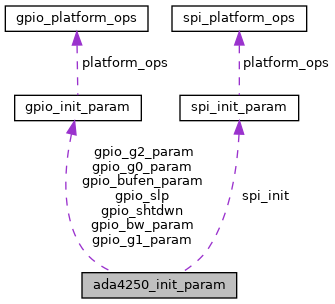 gpio_platform_ops
spi_platform_ops
platform_ops
platform_ops
gpio_init_param
spi_init_param
gpio_g2_param
gpio_g0_param
gpio_bufen_param
gpio_slp
gpio_shtdwn
gpio_bw_param
gpio_g1_param
spi_init
ada4250_init_param